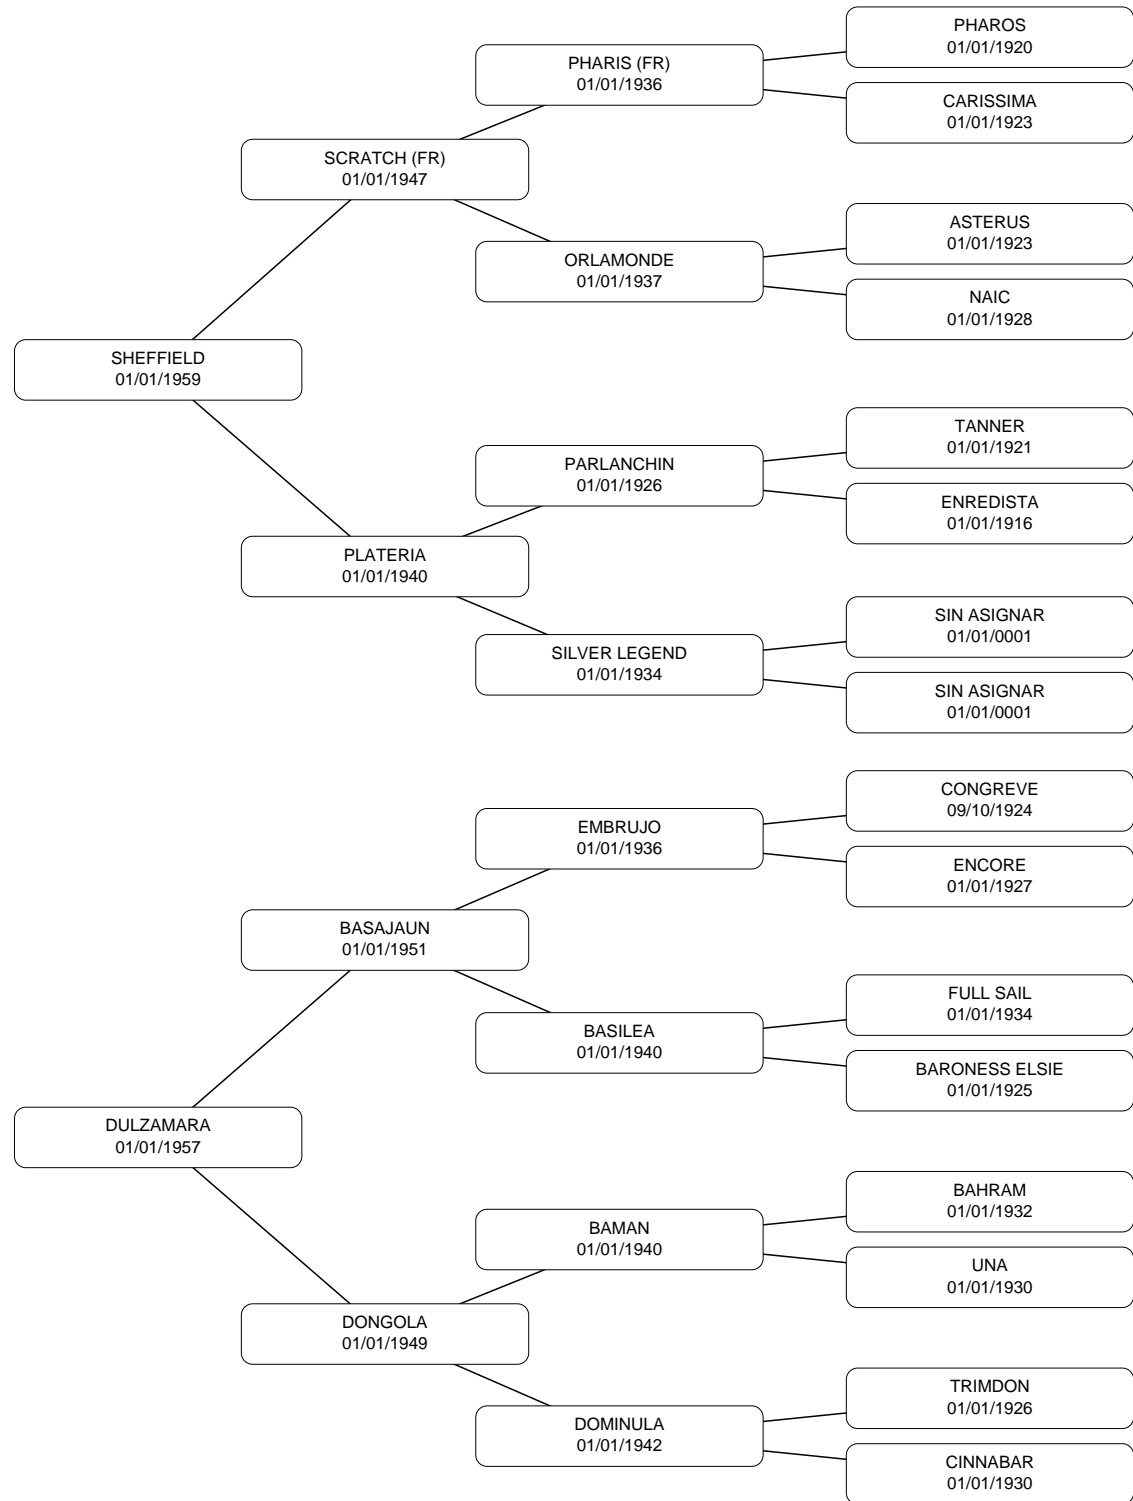 PHAROS
01/01/1920
PHARIS (FR)
01/01/1936
CARISSIMA
01/01/1923
SCRATCH (FR)
01/01/1947
ASTERUS
01/01/1923
ORLAMONDE
01/01/1937
NAIC
01/01/1928
SHEFFIELD
01/01/1959
TANNER
01/01/1921
PARLANCHIN
01/01/1926
ENREDISTA
01/01/1916
PLATERIA
01/01/1940
SIN ASIGNAR
01/01/0001
SILVER LEGEND
01/01/1934
SIN ASIGNAR
01/01/0001
CONGREVE
09/10/1924
EMBRUJO
01/01/1936
ENCORE
01/01/1927
BASAJAUN
01/01/1951
FULL SAIL
01/01/1934
BASILEA
01/01/1940
BARONESS ELSIE
01/01/1925
DULZAMARA
01/01/1957
BAHRAM
01/01/1932
BAMAN
01/01/1940
UNA
01/01/1930
DONGOLA
01/01/1949
TRIMDON
01/01/1926
DOMINULA
01/01/1942
CINNABAR
01/01/1930